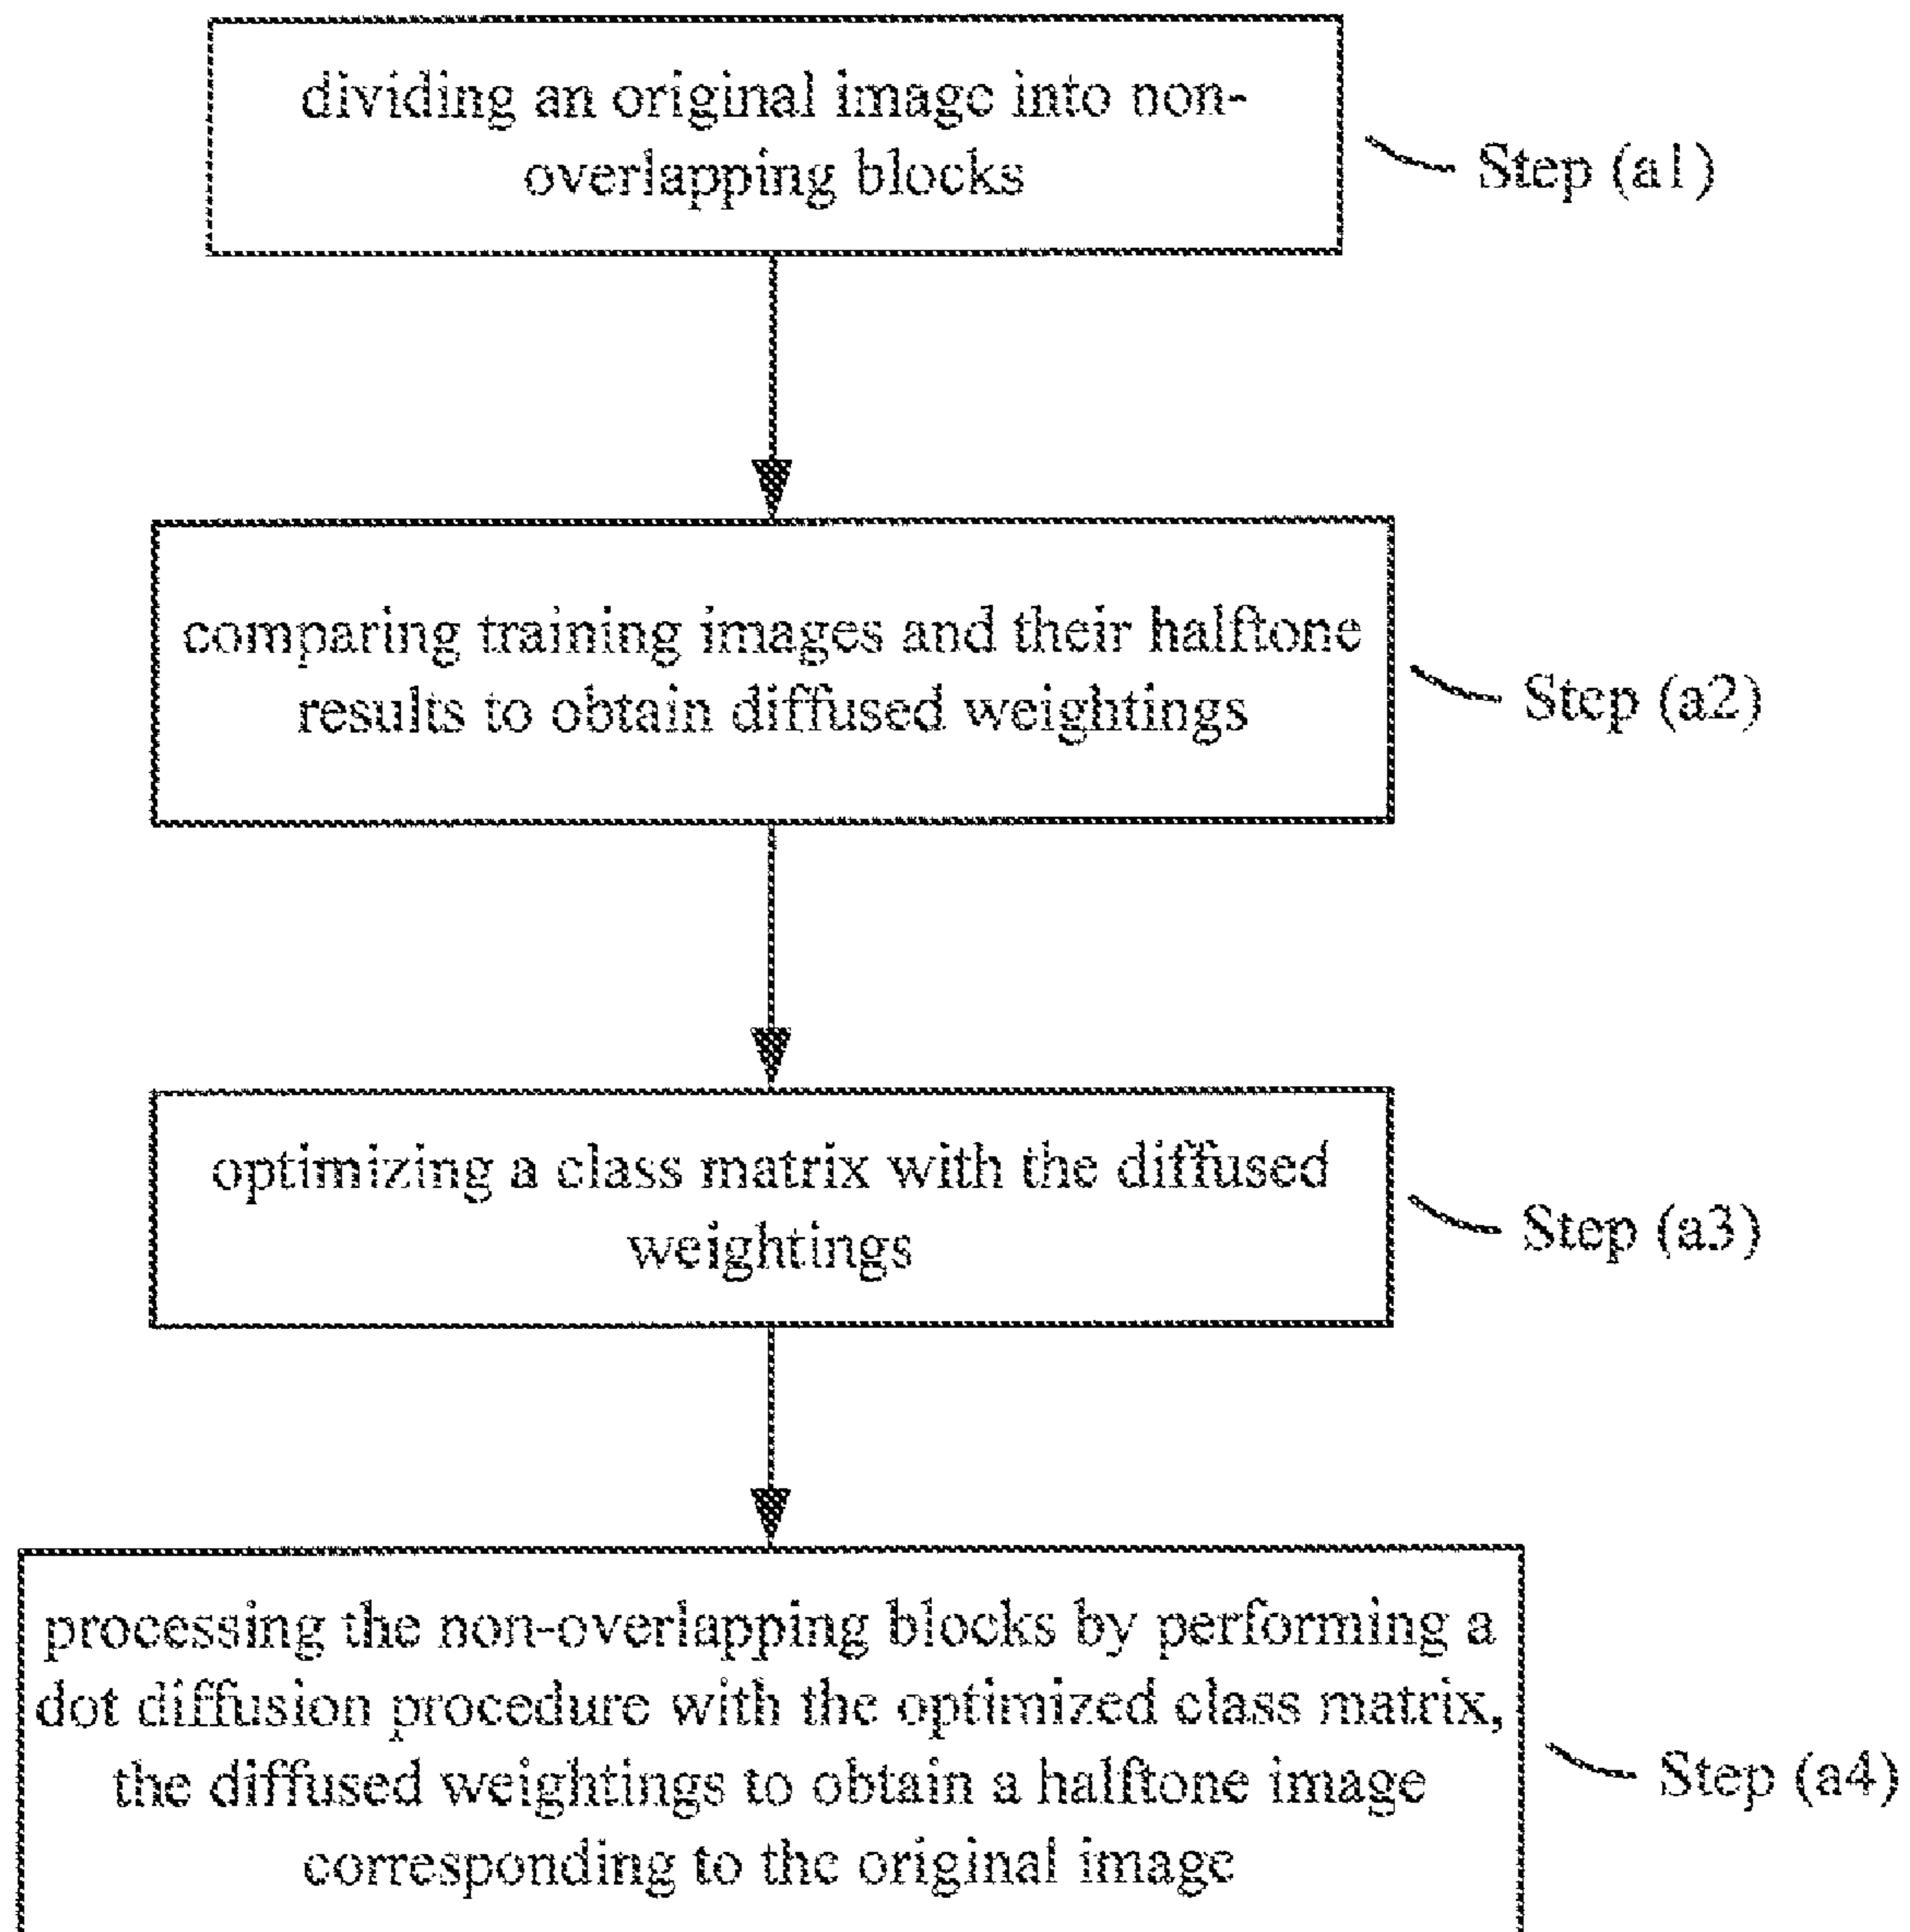 dividing an original image into non-
overlapping blocks
Step (a1)
comparing training images and their halftone
results to obtain diffused weightings
Step (a2)
optimizing a class matrix with the diffused
weightings
Step (a3)
processing the non-overlapping blocks by performing a
dot diffusion procedure with the optimized class matrix,
the diffused weightings to obtain a halftone image
corresponding to the original image
Step (a4)